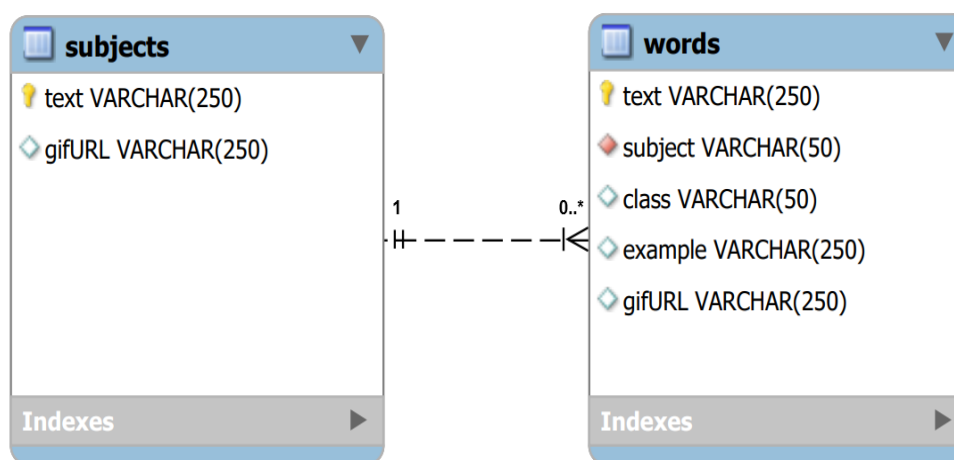 subjects
text VARCHAR(250)
gifURL VARCHAR(250)
Indexes
1
0..*
words
text VARCHAR(250)
subject VARCHAR(50)
class VARCHAR(50)
example VARCHAR(250)
gifURL VARCHAR(250)
Indexes